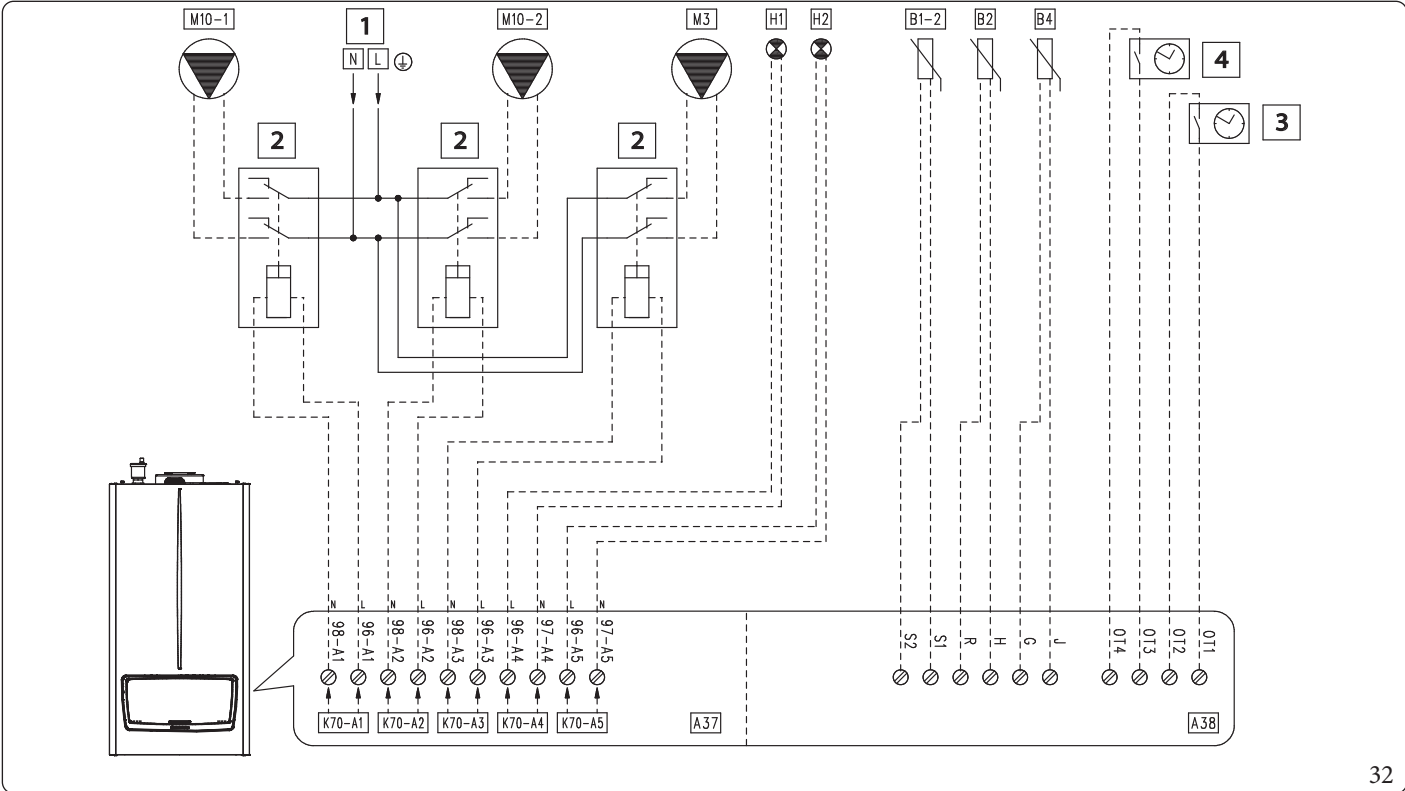 M10-1
1
M10-2
M3
H1
H2
B1-2
B2
B4
N
L
4
3
2
2
2
N
L
N
L
N
L
L
N
L
N
98-A1
96-A1
98-A2
96-A2
98-A3
96-A3
96-A4
97-A4
96-A5
97-A5
S2
S1
R
H
G
J
OT4
OT3
OT2
OT1
K70-A1
K70-A2
K70-A3
K70-A4
K70-A5
A37
A38
32